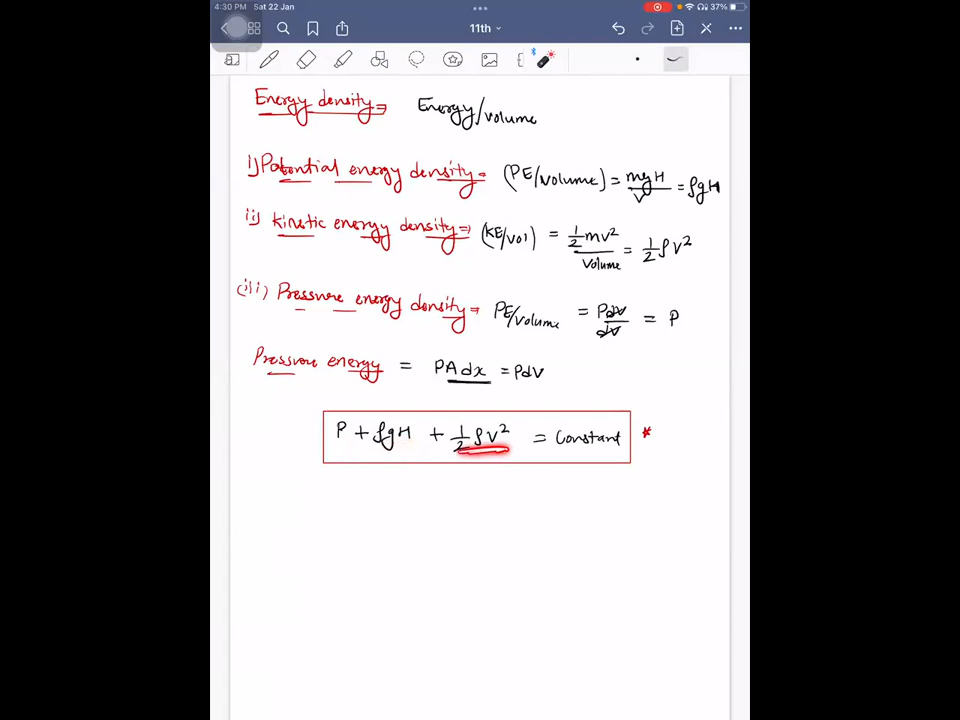 4:30 PM Sat 22 Jan 37%
11th
Energy density ⇒ Energy/volume
i) Potential energy density = (PE/volume) = mgH/V = ρgH
ii) kinetic energy density ⇒ (KE/vol) = ½mv²/Volume = ½ρv²
(iii) Pressure energy density = PE/volume = Pdv/dv = P
Pressure energy = PAdx = Pdv
P + ρgH + ½ρv² = Constant *